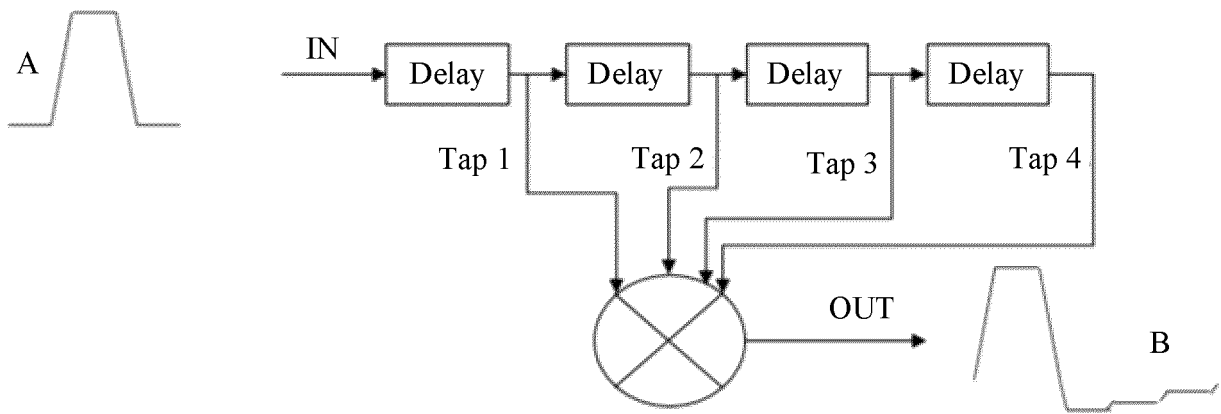 A
IN
Delay
Delay
Delay
Delay
Tap 1
Tap 2
Tap 3
Tap 4
OUT
B